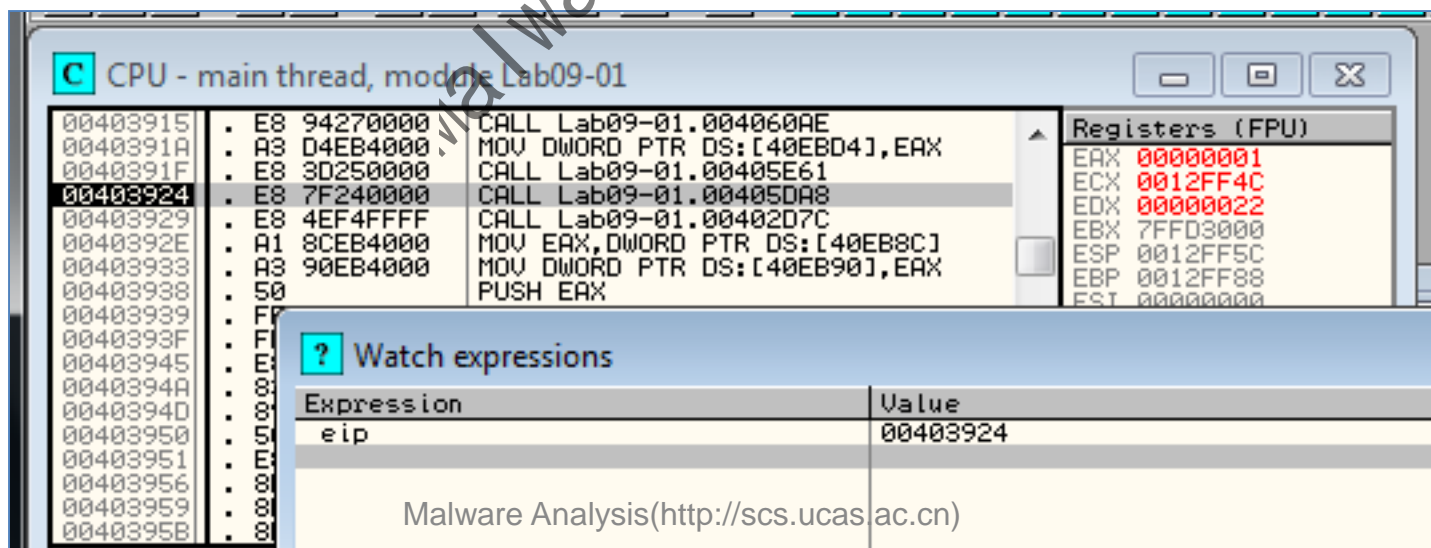 Malwa
C CPU - main thread, module Lab09-01
00403915 . E8 94270000 CALL Lab09-01.004060AE
0040391A . A3 D4EB4000 MOV DWORD PTR DS:[40EBD4],EAX
0040391F . E8 3D250000 CALL Lab09-01.00405E61
00403924 . E8 7F240000 CALL Lab09-01.00405DA8
00403929 . E8 4EF4FFFF CALL Lab09-01.00402D7C
0040392E . A1 8CEB4000 MOV EAX,DWORD PTR DS:[40EB8C]
00403933 . A3 90EB4000 MOV DWORD PTR DS:[40EB90],EAX
00403938 . 50 PUSH EAX
00403939 .
0040393F .
00403945 .
0040394A .
0040394D .
00403950 .
00403951 .
00403956 .
00403959 .
0040395B .
Registers (FPU)
EAX 00000001
ECX 0012FF4C
EDX 00000022
EBX 7FFD3000
ESP 0012FF5C
EBP 0012FF88
ESI 00000000
? Watch expressions
Expression Value
eip 00403924
Malware Analysis(http://scs.ucas.ac.cn)